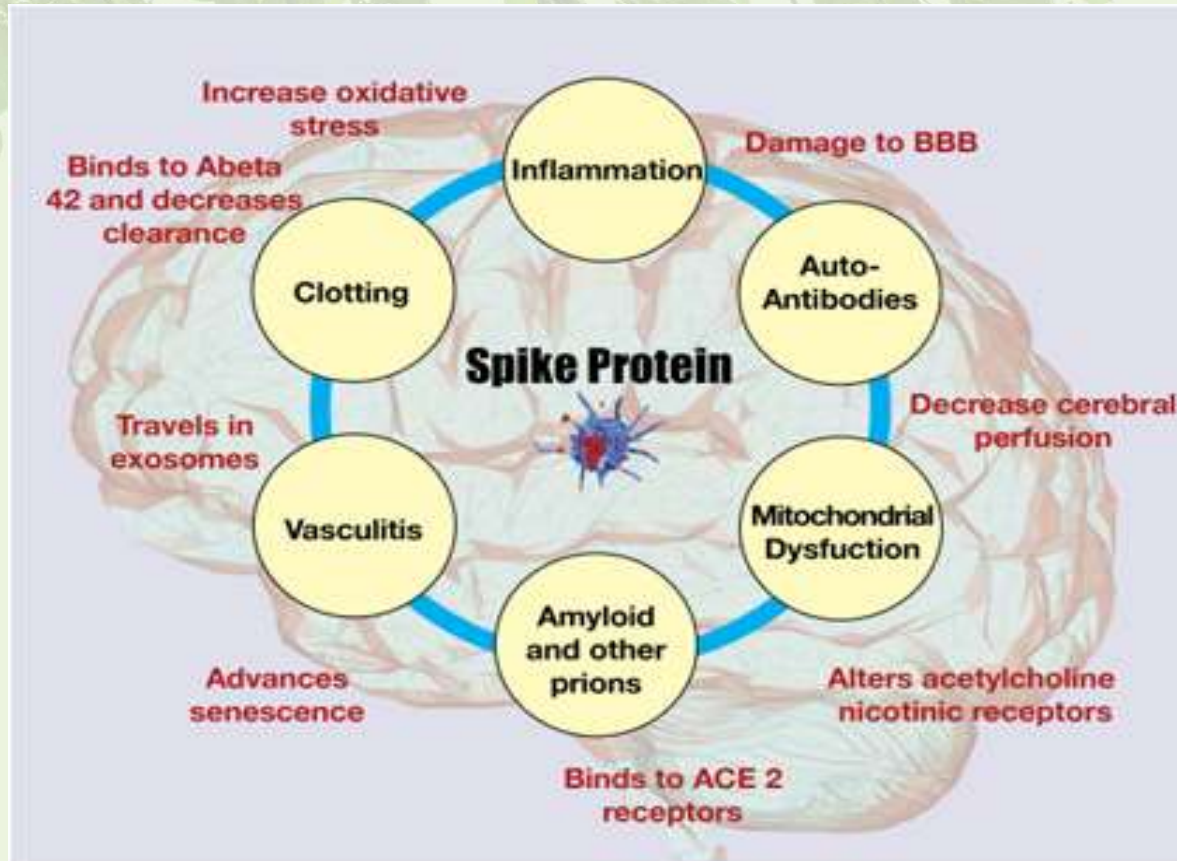 Increase oxidative
stress
Inflammation
Damage to BBB
Binds to Abeta
42 and decreases
clearance
Clotting
Auto-
Antibodies
Spike Protein
Travels in
exosomes
Decrease cerebral
perfusion
Vasculitis
Mitochondrial
Dysfuction
Amyloid
and other
prions
Advances
senescence
Alters acetylcholine
nicotinic receptors
Binds to ACE 2
receptors